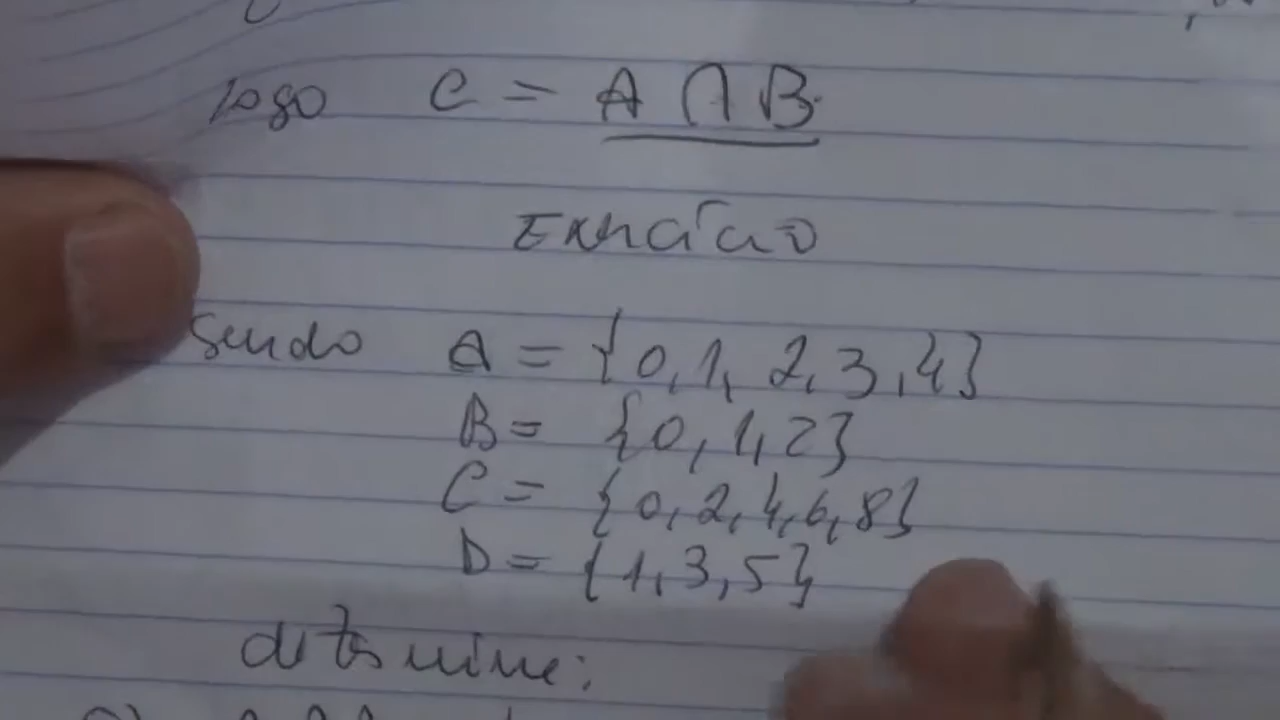 logo C = A ∩ B.
Exercício
Sendo A = {0, 1, 2, 3, 4}
B = {0, 1, 2}
C = {0, 2, 4, 6, 8}
D = {1, 3, 5}
determine: